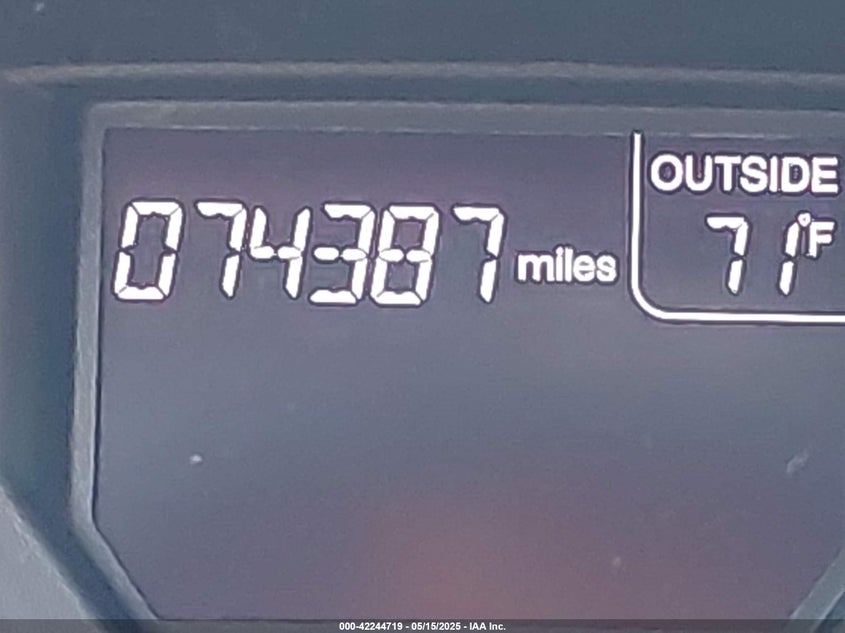 074387 miles
OUTSIDE
71°F
000-42244719 - 05/15/2025 - IAA Inc.